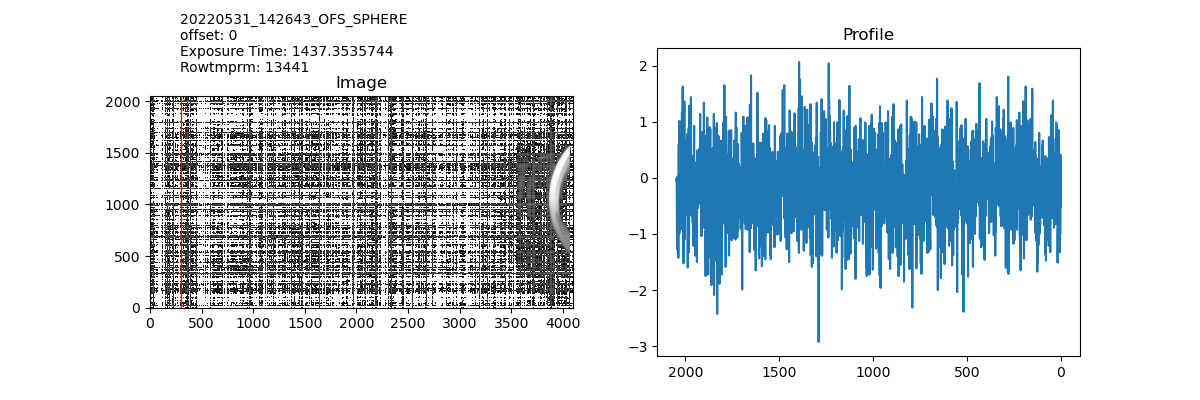 20220531_142643_OFS_SPHERE
offset: 0
Exposure Time: 1437.3535744
Rowtmprm: 13441
Image
2000
1500
1000
500
0
0 500 1000 1500 2000 2500 3000 3500 4000
Profile
2
1
0
−1
−2
−3
2000 1500 1000 500 0